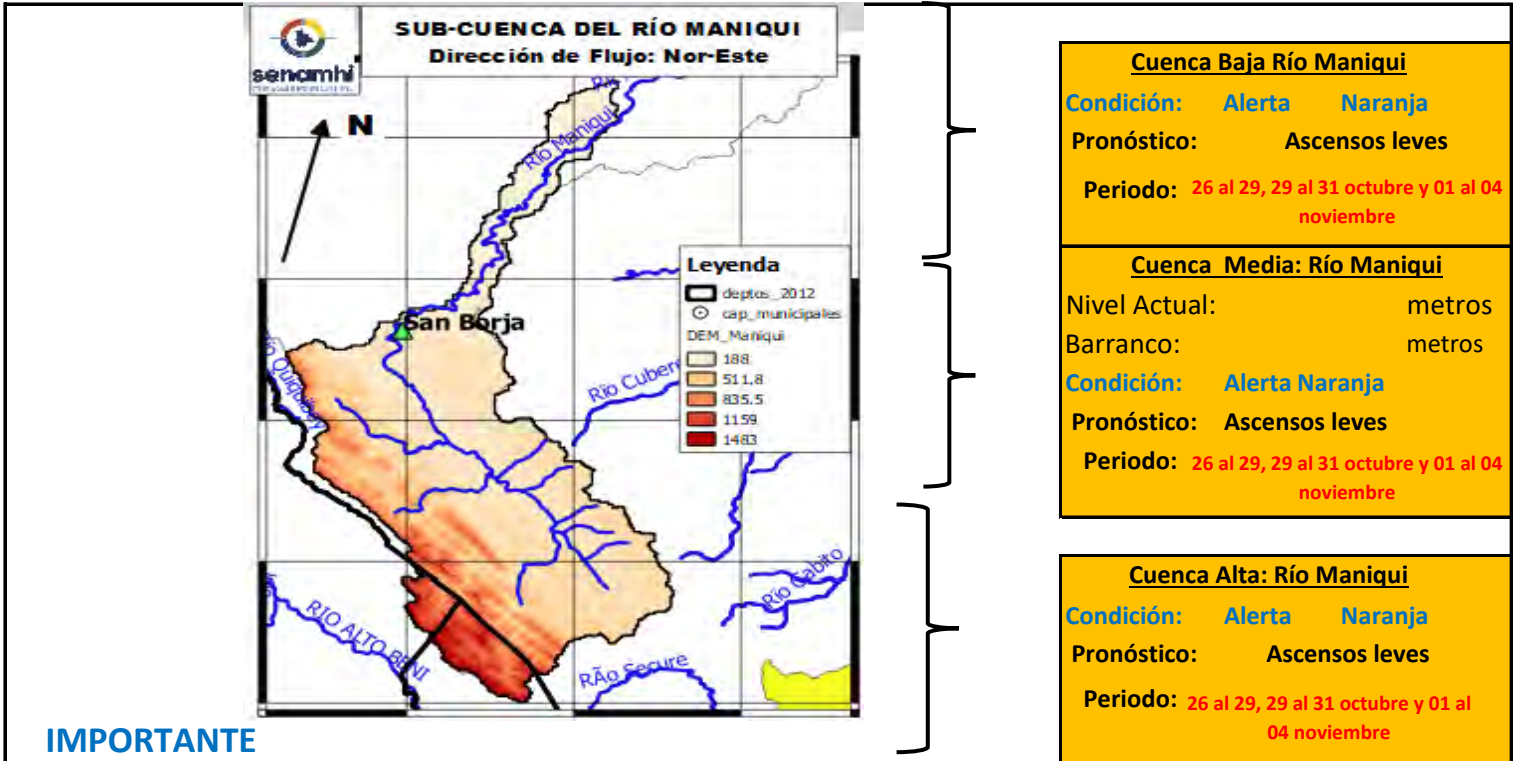 senamhi
SUB-CUENCA DEL RÍO MANIQUI
Dirección de Flujo: Nor-Este
N
Río Maniqui
San Borja
Leyenda
deptos_2012
cap_municipales
DEM_Maniqui
188
511,8
835.5
1159
1483
RIO ALTO BENI
RÃo Secure
Río Cabito
IMPORTANTE
Cuenca Baja Río Maniqui
Condición: Alerta Naranja
Pronóstico: Ascensos leves
Periodo: 26 al 29, 29 al 31 octubre y 01 al 04
noviembre
Cuenca Media: Río Maniqui
Nivel Actual: metros
Barranco: metros
Condición: Alerta Naranja
Pronóstico: Ascensos leves
Periodo: 26 al 29, 29 al 31 octubre y 01 al 04
noviembre
Cuenca Alta: Río Maniqui
Condición: Alerta Naranja
Pronóstico: Ascensos leves
Periodo: 26 al 29, 29 al 31 octubre y 01 al
04 noviembre